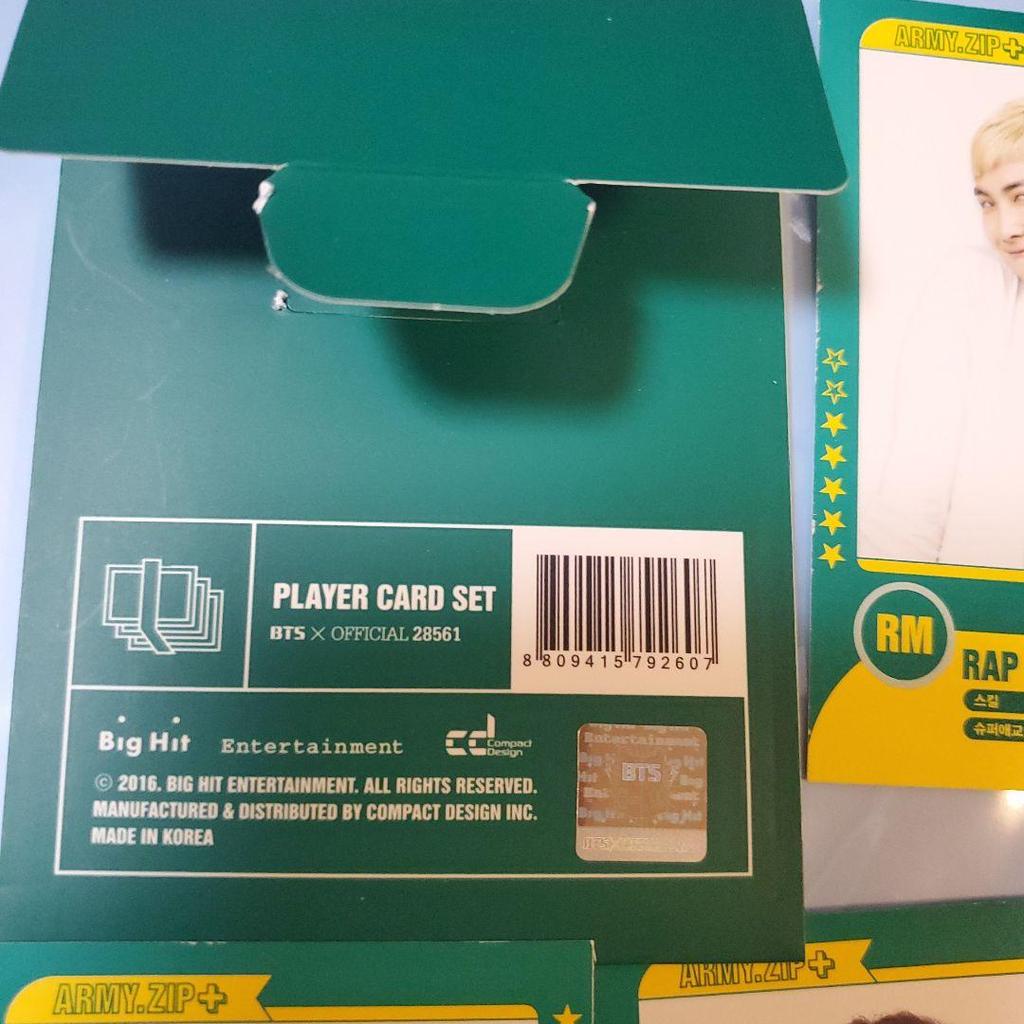 ARMY.ZIP+
PLAYER CARD SET
BTS × OFFICIAL 28561
8 809415 792607
RM
RAP
스킬
슈퍼애교
Big Hit Entertainment
cd Compact Design
© 2016. BIG HIT ENTERTAINMENT. ALL RIGHTS RESERVED.
MANUFACTURED & DISTRIBUTED BY COMPACT DESIGN INC.
MADE IN KOREA
Entertainment
BTS
ARMY.ZIP+
ARMY.ZIP+